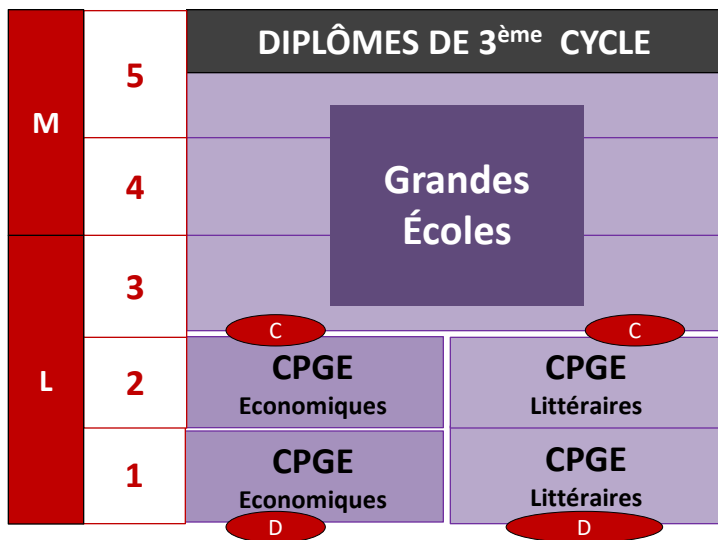 DIPLÔMES DE 3ème CYCLE
M
5
4
Grandes
Écoles
3
C
C
L
2
CPGE
Economiques
CPGE
Littéraires
1
CPGE
Economiques
CPGE
Littéraires
D
D